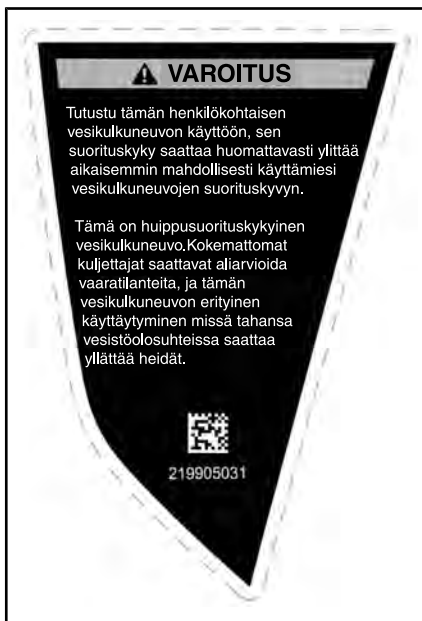 VAROITUS
Tutustu tämän henkilökohtaisen
vesikulkuneuvon käyttöön, sen
suorituskyky saattaa huomattavasti ylittää
aikaisemmin mahdollisesti käyttämiesi
vesikulkuneuvojen suorituskyvyn.
Tämä on huippusuorituskykyinen
vesikulkuneuvo.Kokemattomat
kuljettajat saattavat aliarvioida
vaaratilanteita, ja tämän
vesikulkuneuvon erityinen
käyttäytyminen missä tahansa
vesistöolosuhteissa saattaa
yllättää heidät.
219905031